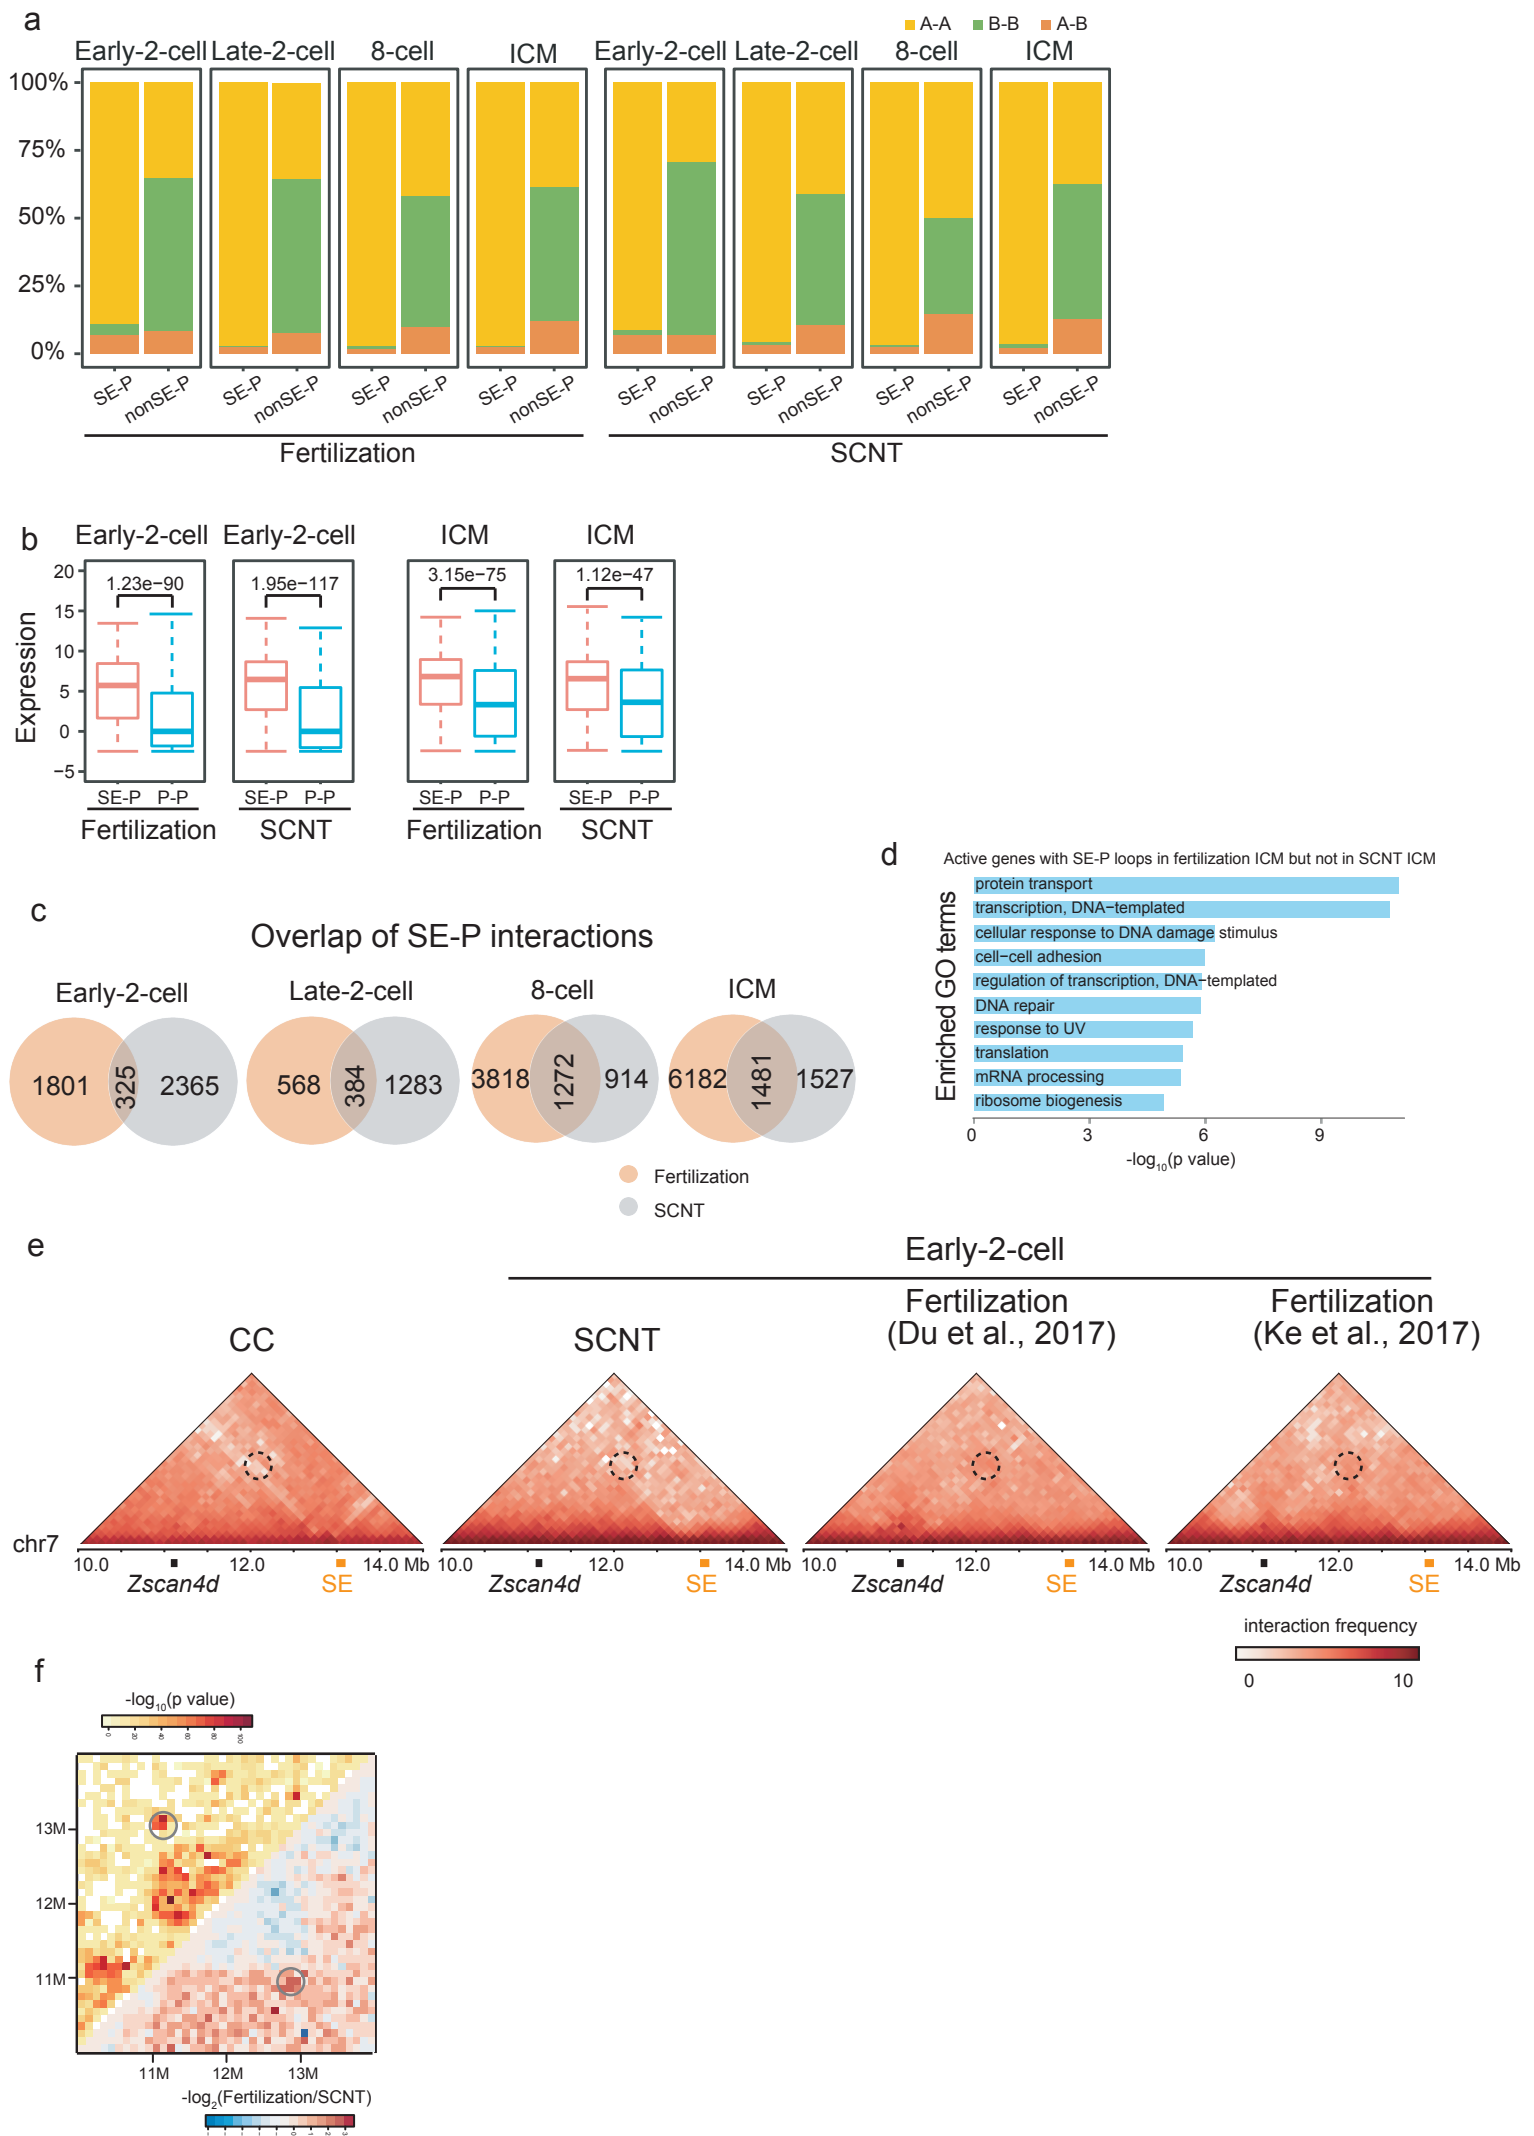 a
A-A B-B A-B
Early-2-cell Late-2-cell 8-cell ICM Early-2-cell Late-2-cell 8-cell ICM
100%
75%
50%
25%
0%
SE-P nonSE-P SE-P nonSE-P SE-P nonSE-P SE-P nonSE-P SE-P nonSE-P SE-P nonSE-P SE-P nonSE-P SE-P nonSE-P
Fertilization SCNT
b
Early-2-cell Early-2-cell ICM ICM
Expression
20
15
10
5
0
−5
1.23e−90 1.95e−117 3.15e−75 1.12e−47
SE-P P-P SE-P P-P SE-P P-P SE-P P-P
Fertilization SCNT Fertilization SCNT
c
Overlap of SE-P interactions
Early-2-cell Late-2-cell 8-cell ICM
1801 325 2365 568 384 1283 3818 1272 914 6182 1481 1527
Fertilization
SCNT
d
Active genes with SE-P loops in fertilization ICM but not in SCNT ICM
Enriched GO terms
protein transport
transcription, DNA−templated
cellular response to DNA damage stimulus
cell−cell adhesion
regulation of transcription, DNA−templated
DNA repair
response to UV
translation
mRNA processing
ribosome biogenesis
0 3 6 9
-log10(p value)
e
Early-2-cell
CC SCNT Fertilization (Du et al., 2017) Fertilization (Ke et al., 2017)
chr7
10.0 12.0 14.0 Mb 10.0 12.0 14.0 Mb 10.0 12.0 14.0 Mb 10.0 12.0 14.0 Mb
Zscan4d SE Zscan4d SE Zscan4d SE Zscan4d SE
interaction frequency
0 10
f
-log10(p value)
0 20 40 60 80 100
13M
12M
11M
11M 12M 13M
-log2(Fertilization/SCNT)